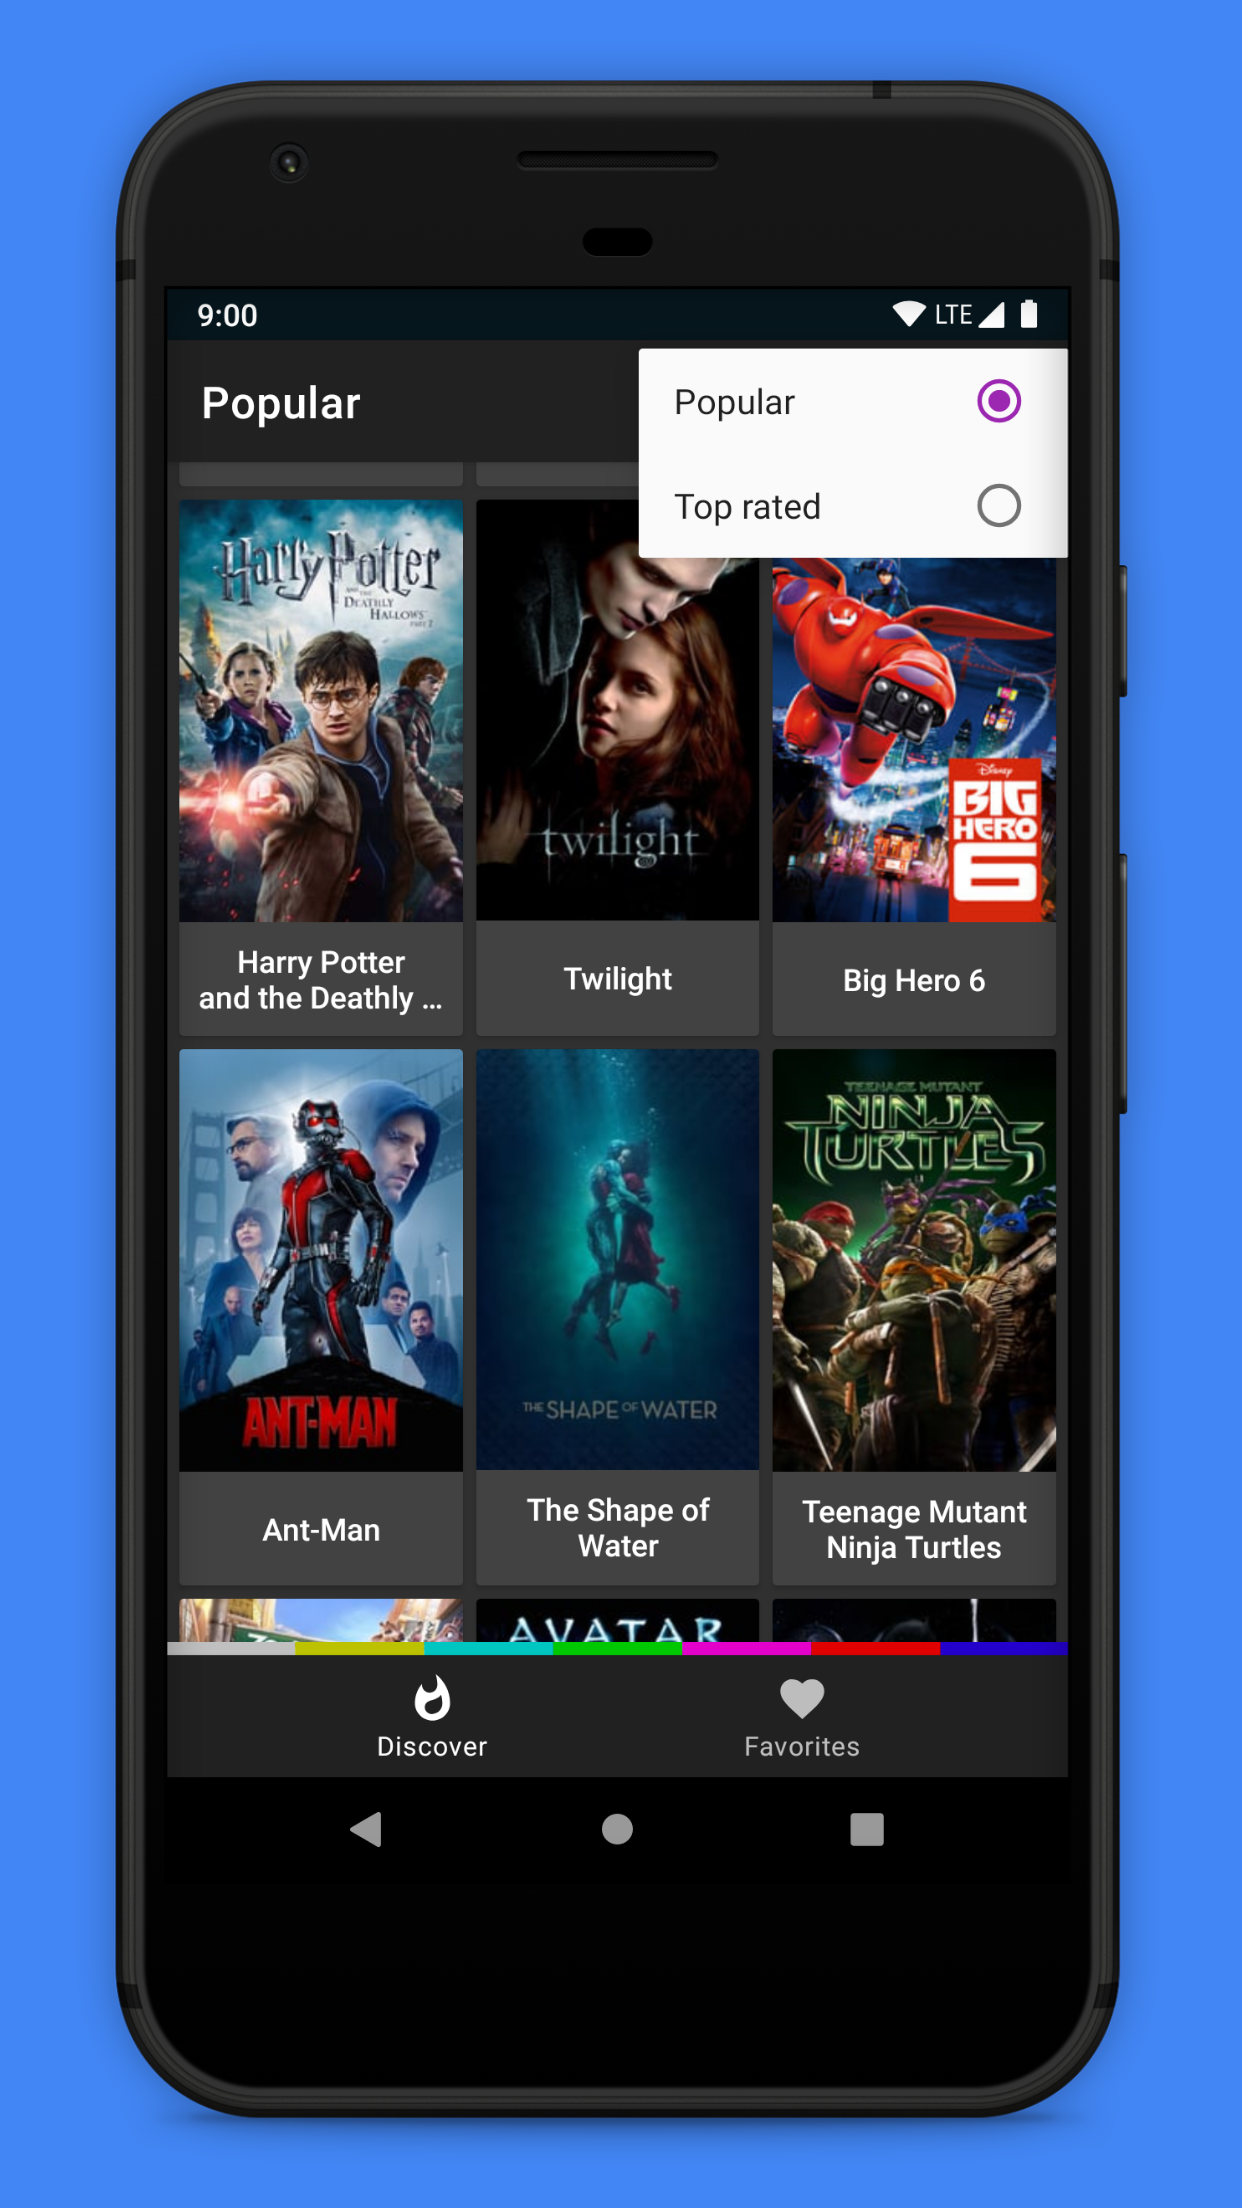 9:00
LTE
Popular
Popular
Top rated
Harry Potter
AND THE
DEATHLY
HALLOWS
PART 2
twilight
Disney
BIG
HERO
6
Harry Potter
and the Deathly ...
Twilight
Big Hero 6
ANT-MAN
THE SHAPE OF WATER
TEENAGE MUTANT
NINJA
TURTLES
Ant-Man
The Shape of
Water
Teenage Mutant
Ninja Turtles
AVATAR
Discover
Favorites